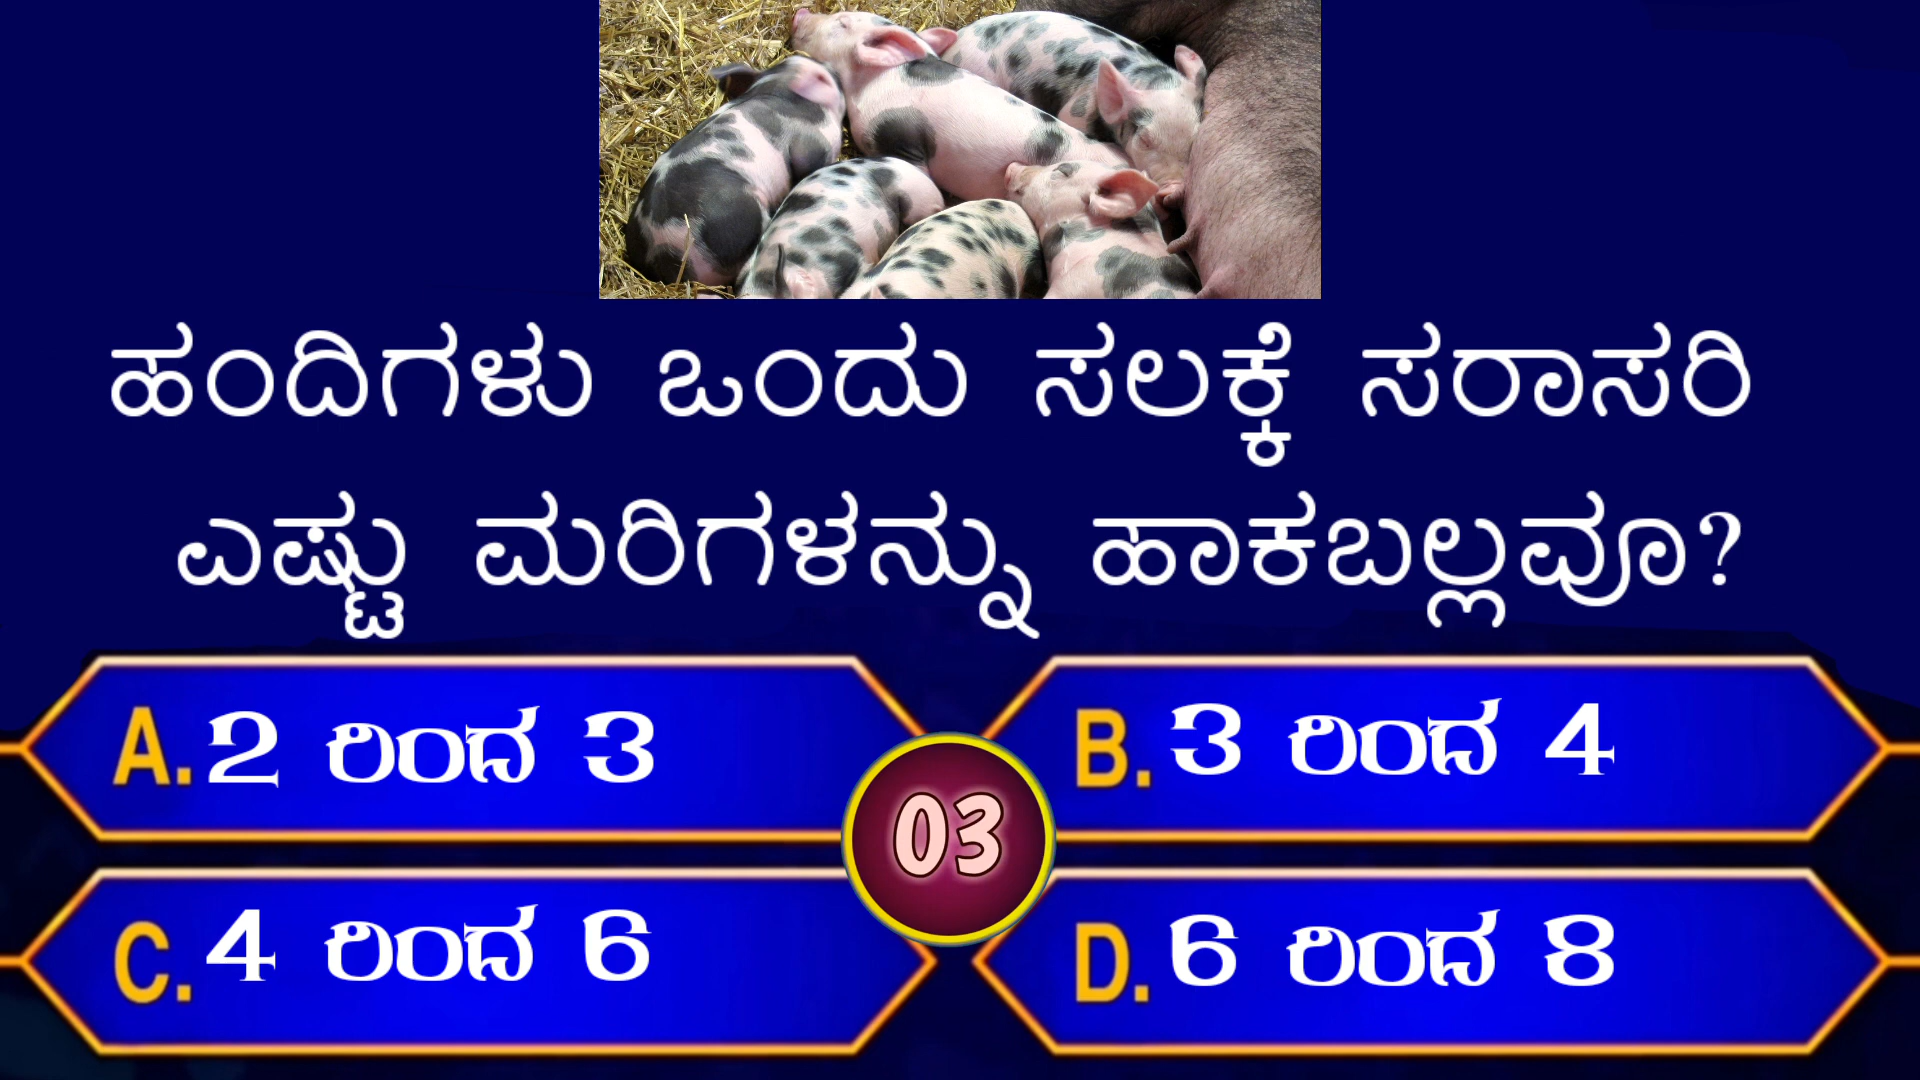 ಹಂದಿಗಳು ಒಂದು ಸಲಕ್ಕೆ ಸರಾಸರಿ
ಎಷ್ಟು ಮರಿಗಳನ್ನು ಹಾಕಬಲ್ಲವೂ?
A. 2 ರಿಂದ 3
B. 3 ರಿಂದ 4
03
C. 4 ರಿಂದ 6
D. 6 ರಿಂದ 8